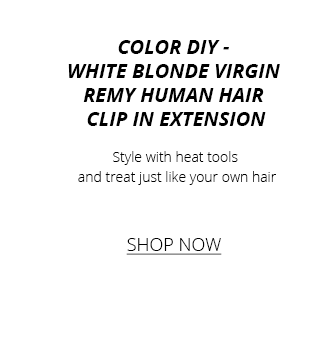 COLOR DIY -
WHITE BLONDE VIRGIN
REMY HUMAN HAIR
CLIP IN EXTENSION
Style with heat tools
and treat just like your own hair
SHOP NOW